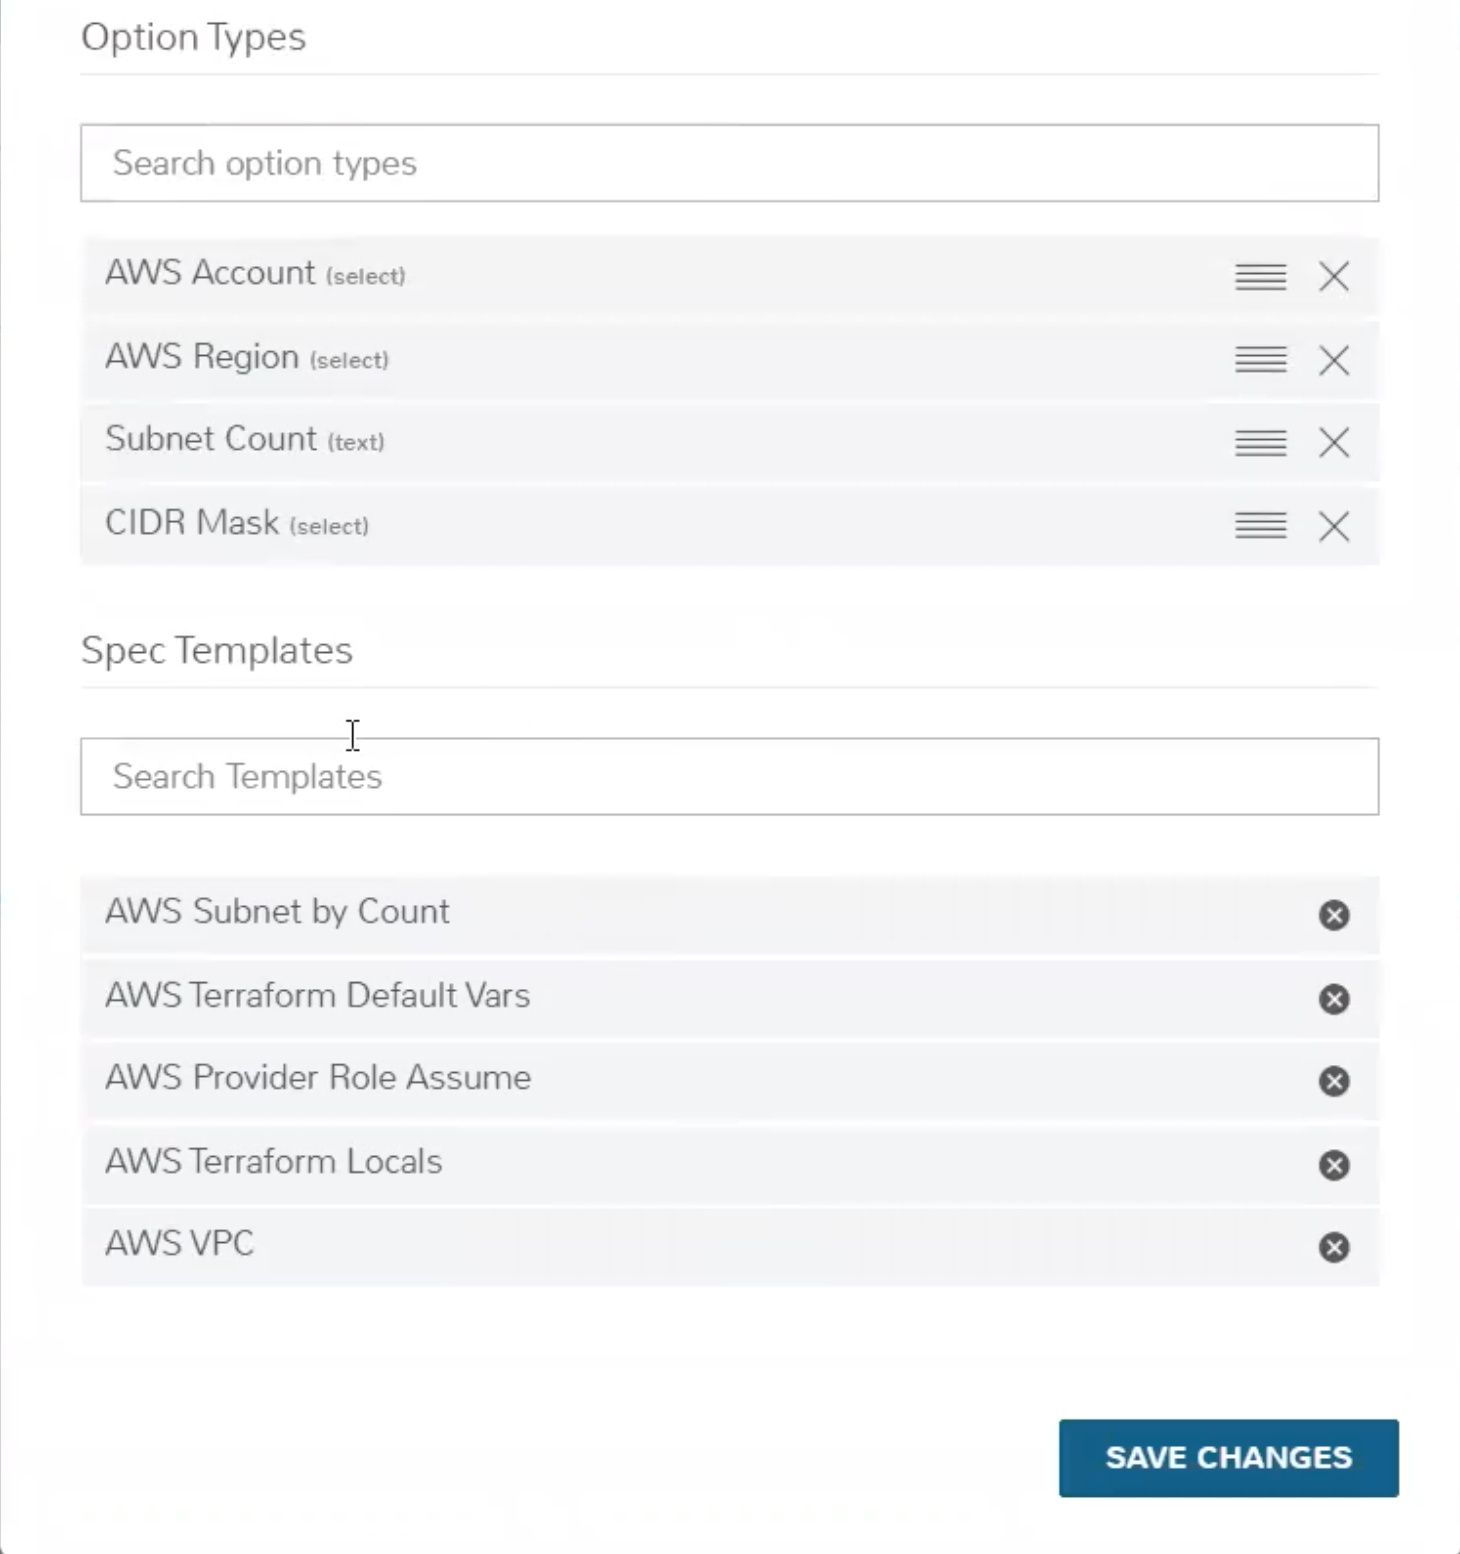 Option Types
Search option types
AWS Account (select)
AWS Region (select)
Subnet Count (text)
CIDR Mask (select)
Spec Templates
Search Templates
AWS Subnet by Count
AWS Terraform Default Vars
AWS Provider Role Assume
AWS Terraform Locals
AWS VPC
SAVE CHANGES